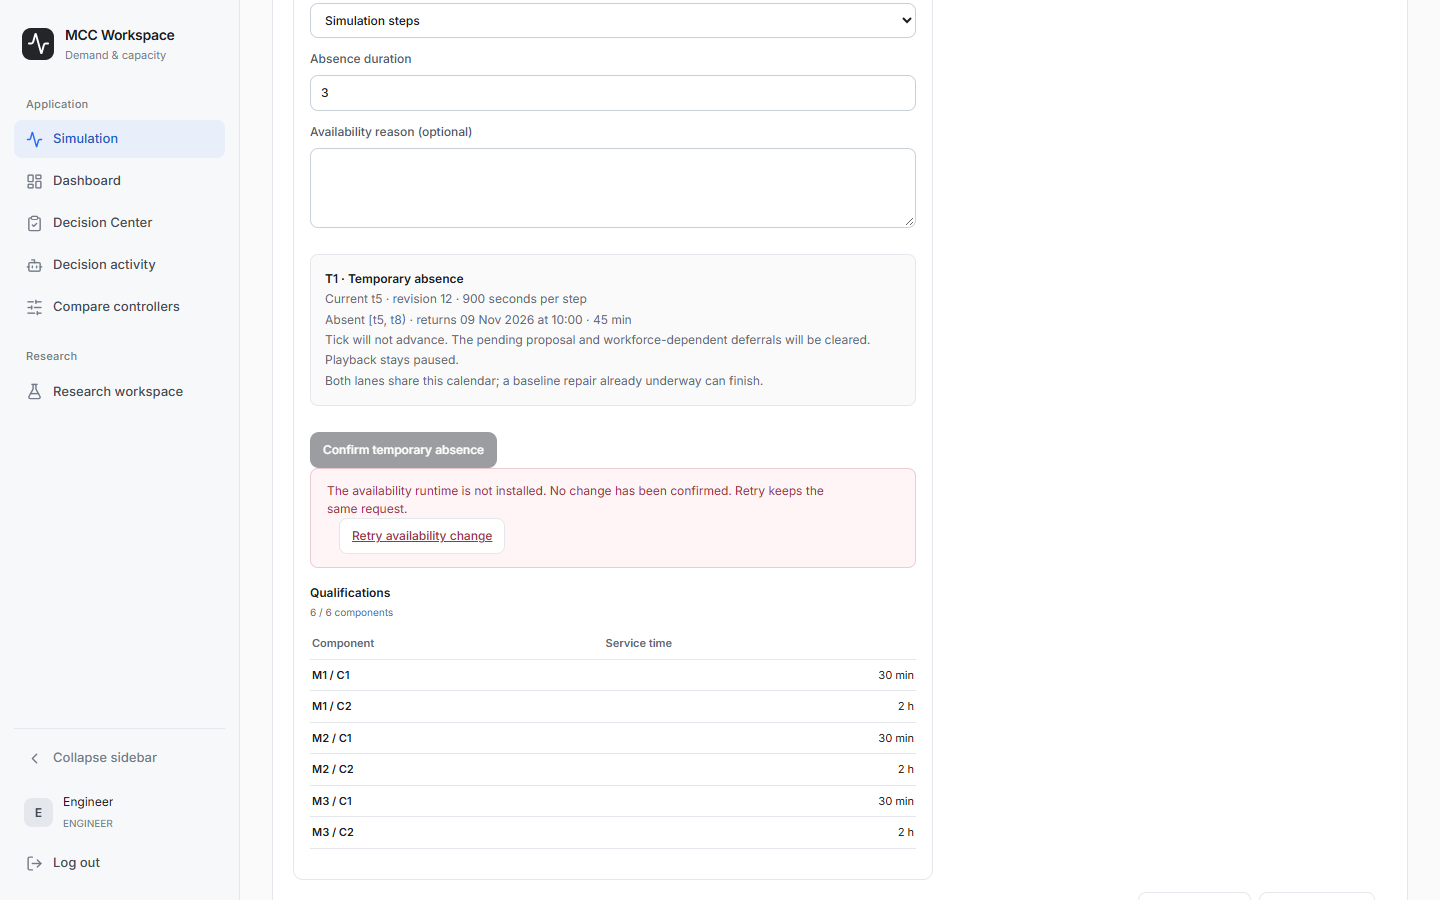 MCC Workspace
Demand & capacity
Application
Simulation
Dashboard
Decision Center
Decision activity
Compare controllers
Research
Research workspace
Collapse sidebar
E
Engineer
ENGINEER
Log out
Simulation steps
Absence duration
3
Availability reason (optional)
T1 · Temporary absence
Current t5 · revision 12 · 900 seconds per step
Absent [t5, t8) · returns 09 Nov 2026 at 10:00 · 45 min
Tick will not advance. The pending proposal and workforce-dependent deferrals will be cleared.
Playback stays paused.
Both lanes share this calendar; a baseline repair already underway can finish.
Confirm temporary absence
The availability runtime is not installed. No change has been confirmed. Retry keeps the
same request.
Retry availability change
Qualifications
6 / 6 components
Component Service time
M1 / C1 30 min
M1 / C2 2 h
M2 / C1 30 min
M2 / C2 2 h
M3 / C1 30 min
M3 / C2 2 h